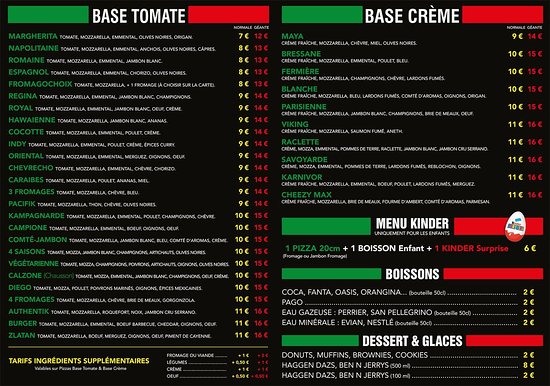 BASE TOMATE
NORMALE GÉANTE
MARGHERITA TOMATE, MOZZARELLA, EMMENTAL, OLIVES NOIRES, ORIGAN. 7 € 12 €
NAPOLITAINE TOMATE, MOZZARELLA, EMMENTAL, ANCHOIS, OLIVES NOIRES, CÂPRES. 8 € 13 €
ROMAINE TOMATE, MOZZARELLA, EMMENTAL, JAMBON BLANC. 8 € 13 €
ESPAGNOL TOMATE, MOZZARELLA, EMMENTAL, CHORIZO, OLIVES NOIRES. 8 € 13 €
FROMAGOCHOIX TOMATE, MOZZARELLA, + 1 FROMAGE (À CHOISIR SUR LA CARTE). 8 € 13 €
REGINA TOMATE, MOZZARELLA, EMMENTAL, JAMBON BLANC, CHAMPIGNONS. 9 € 14 €
ROYAL TOMATE, MOZZARELLA, EMMENTAL, JAMBON BLANC, OEUF, CRÈME. 9 € 14 €
HAWAIENNE TOMATE, MOZZARELLA, EMMENTAL, JAMBON BLANC, ANANAS. 9 € 14 €
COCOTTE TOMATE, MOZZARELLA, EMMENTAL, POULET, CRÈME. 9 € 14 €
INDY TOMATE, MOZZARELLA, EMMENTAL, POULET, CRÈME, ÉPICES CURRY. 9 € 14 €
ORIENTAL TOMATE, MOZZARELLA, EMMENTAL, MERGUEZ, OIGNONS, OEUF. 9 € 14 €
CHEVRECHO TOMATE, MOZZARELLA, EMMENTAL, CHÈVRE, CHORIZO. 9 € 14 €
CARAIBES TOMATE, MOZZARELLA, EMMENTAL, POULET, ANANAS, MIEL. 9 € 14 €
3 FROMAGES TOMATE, MOZZARELLA, CHÈVRE, BLEU. 9 € 14 €
PACIFIK TOMATE, MOZZARELLA, THON, CHÈVRE, OLIVES NOIRES. 9 € 14 €
KAMPAGNARDE TOMATE, MOZZARELLA, EMMENTAL, POULET, CHAMPIGNONS, CHÈVRE. 10 € 15 €
CAMPIONE TOMATE, MOZZARELLA, EMMENTAL, BOEUF, CHAMPIGNONS, OIGNONS. 10 € 15 €
COMTÉ-JAMBON TOMATE, MOZZARELLA, JAMBON BLANC, BLEU, COMTÉ D'AROMAS, CRÈME. 10 € 15 €
4 SAISONS TOMATE, MOZZA, JAMBON BLANC, CHAMPIGNONS, ARTICHAUTS, OLIVES NOIRES. 10 € 15 €
VÉGÉTARIENNE TOMATE, MOZZA, CHAMPIGNONS, POIVRONS, ARTICHAUTS, OIGNONS, OLIVES NOIRES. 10 € 15 €
CALZONE (Chausson) TOMATE, MOZZA, EMMENTAL, JAMBON BLANC, CHAMPIGNONS, OEUF, CRÈME. 10 € 15 €
DIEGO TOMATE, MOZZA, POULET, POIVRONS MARINÉS, OIGNONS, ÉPICES MEXICAINES. 10 € 15 €
4 FROMAGES TOMATE, MOZZARELLA, CHÈVRE, BRIE DE MEAUX, GORGONZOLA. 10 € 15 €
AUTHENTIK TOMATE, MOZZARELLA, ROQUEFORT, NOIX, JAMBON CRU SERRANO. 11 € 16 €
BURGER TOMATE, MOZZARELLA, EMMENTAL, BOEUF BARBECUE, CHEDDAR, OIGNONS, OEUF. 11 € 16 €
ZLATAN TOMATE, MOZZARELLA, BOEUF, MERGUEZ, OIGNONS, OEUF, PIMENT DE CAYENNE. 11 € 16 €
TARIFS INGRÉDIENTS SUPPLÉMENTAIRES
Valables sur Pizzas Base Tomate & Base Crème
FROMAGE OU VIANDE + 1 € + 2 €
LÉGUMES + 0,50 €
CRÈME + 0,50 €
OEUF + 0,50 € + 0,50 €
BASE CRÈME
NORMALE GÉANTE
MAYA 9 € 14 €
CRÈME FRAÎCHE, MOZZARELLA, CHÈVRE, MIEL, OLIVES NOIRES.
BRESSANE 10 € 15 €
CRÈME FRAÎCHE, MOZZARELLA, EMMENTAL, POULET, BLEU.
FERMIÈRE 10 € 15 €
CRÈME FRAÎCHE, MOZZARELLA, CHAMPIGNONS, CHÈVRE, LARDONS FUMÉS.
BLANCHE 10 € 15 €
CRÈME FRAÎCHE, MOZZARELLA, BLEU, LARDONS FUMÉS, COMTÉ D'AROMAS, ORIGAN.
PARISIENNE 10 € 15 €
CRÈME FRAÎCHE, MOZZARELLA, JAMBON BLANC, CHAMPIGNONS, BRIE DE MEAUX, OEUF.
VIKING 11 € 16 €
CRÈME FRAÎCHE, MOZZARELLA, SAUMON FUMÉ, ANETH.
RACLETTE 11 € 16 €
CRÈME, MOZZA, EMMENTAL, POMMES DE TERRE, RACLETTE, JAMBON BLANC, JAMBON CRU SERRANO.
SAVOYARDE 11 € 16 €
CRÈME, MOZZA, EMMENTAL, POMMES DE TERRE, LARDONS FUMÉS, REBLOCHON, OIGNONS.
KARNIVOR 11 € 16 €
CRÈME FRAÎCHE, MOZZARELLA, EMMENTAL, BOEUF, POULET, LARDONS FUMÉS, MERGUEZ.
CHEEZY MAX 11 € 16 €
CRÈME FRAÎCHE, MOZZARELLA, BRIE DE MEAUX, FOURME D'AMBERT, COMTÉ D'AROMAS, PARMESAN.
MENU KINDER
UNIQUEMENT POUR LES ENFANTS
1 PIZZA 20cm + 1 BOISSON Enfant + 1 KINDER Surprise 6 €
(Fromage ou Jambon Fromage)
BOISSONS
COCA, FANTA, OASIS, ORANGINA... (bouteille 50cl) 2 €
PAGO 2 €
EAU GAZEUSE : PERRIER, SAN PELLEGRINO (bouteille 50cl) 2 €
EAU MINÉRALE : EVIAN, NESTLÉ (bouteille 50cl) 2 €
DESSERT & GLACES
DONUTS, MUFFINS, BROWNIES, COOKIES 2 €
HAGGEN DAZS, BEN N JERRYS (500 ml) 8 €
HAGGEN DAZS, BEN N JERRYS (100 ml) 2 €